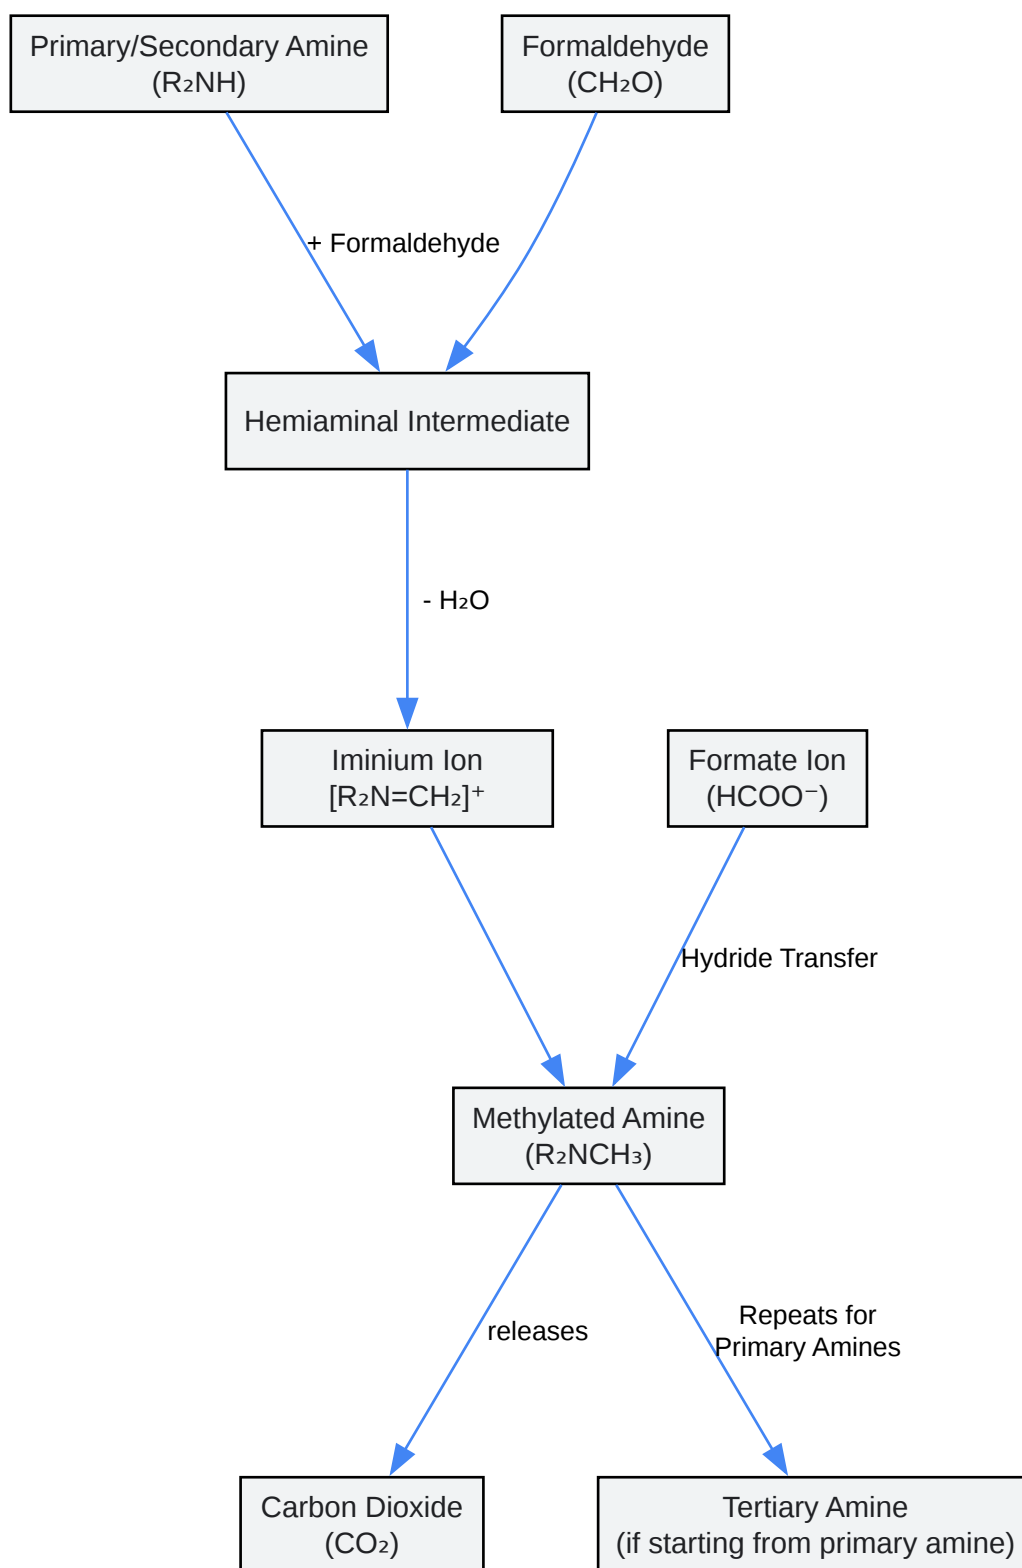 Primary/Secondary Amine
(R₂NH)
Formaldehyde
(CH₂O)
+ Formaldehyde
Hemiaminal Intermediate
- H₂O
Iminium Ion
[R₂N=CH₂]⁺
Formate Ion
(HCOO⁻)
Hydride Transfer
Methylated Amine
(R₂NCH₃)
releases
Repeats for
Primary Amines
Carbon Dioxide
(CO₂)
Tertiary Amine
(if starting from primary amine)